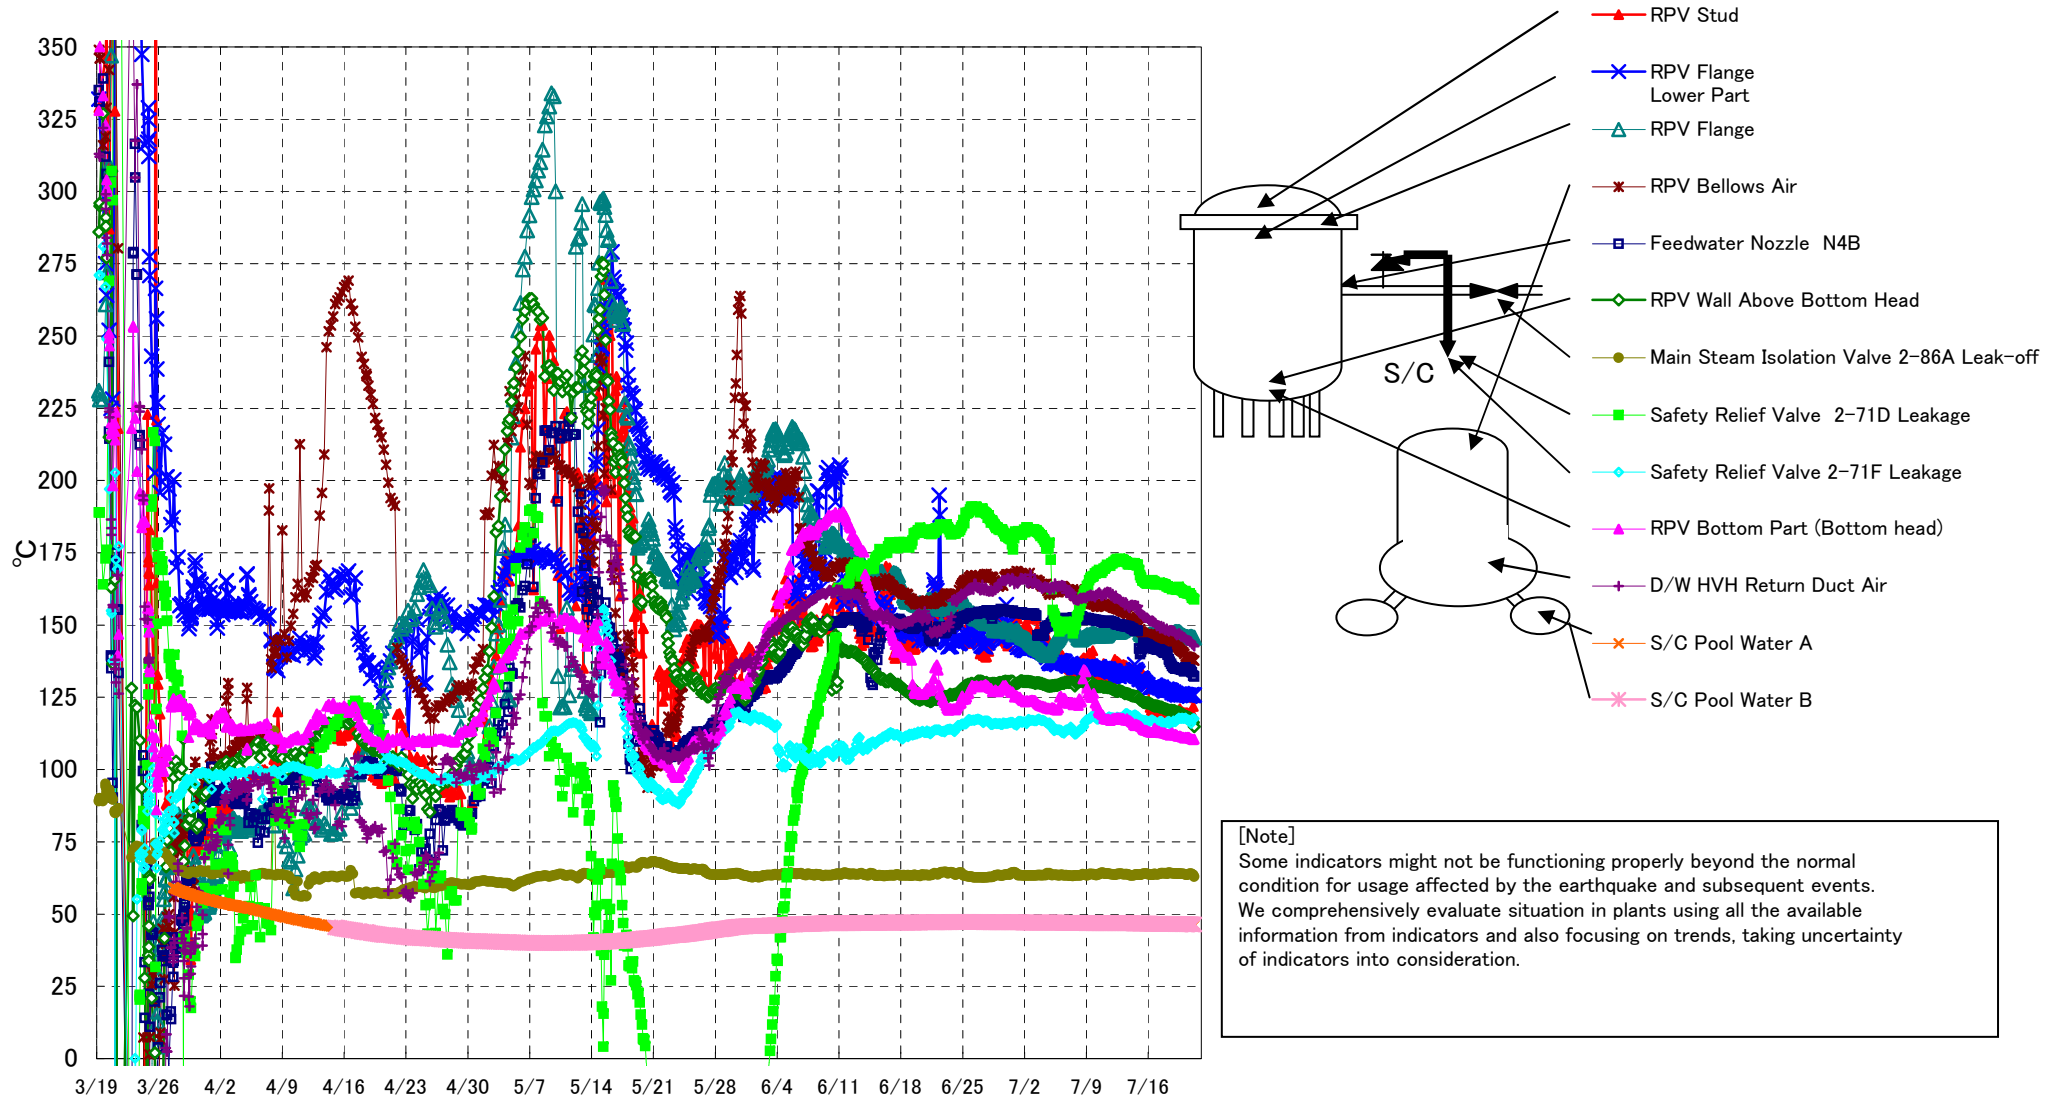 350
325
300
275
250
225
200
175
150
125
100
75
50
25
0
℃
3/19 3/26 4/2 4/9 4/16 4/23 4/30 5/7 5/14 5/21 5/28 6/4 6/11 6/18 6/25 7/2 7/9 7/16
S/C
RPV Stud
RPV Flange
Lower Part
RPV Flange
RPV Bellows Air
Feedwater Nozzle N4B
RPV Wall Above Bottom Head
Main Steam Isolation Valve 2-86A Leak-off
Safety Relief Valve 2-71D Leakage
Safety Relief Valve 2-71F Leakage
RPV Bottom Part (Bottom head)
D/W HVH Return Duct Air
S/C Pool Water A
S/C Pool Water B
[Note]
Some indicators might not be functioning properly beyond the normal
condition for usage affected by the earthquake and subsequent events.
We comprehensively evaluate situation in plants using all the available
information from indicators and also focusing on trends, taking uncertainty
of indicators into consideration.